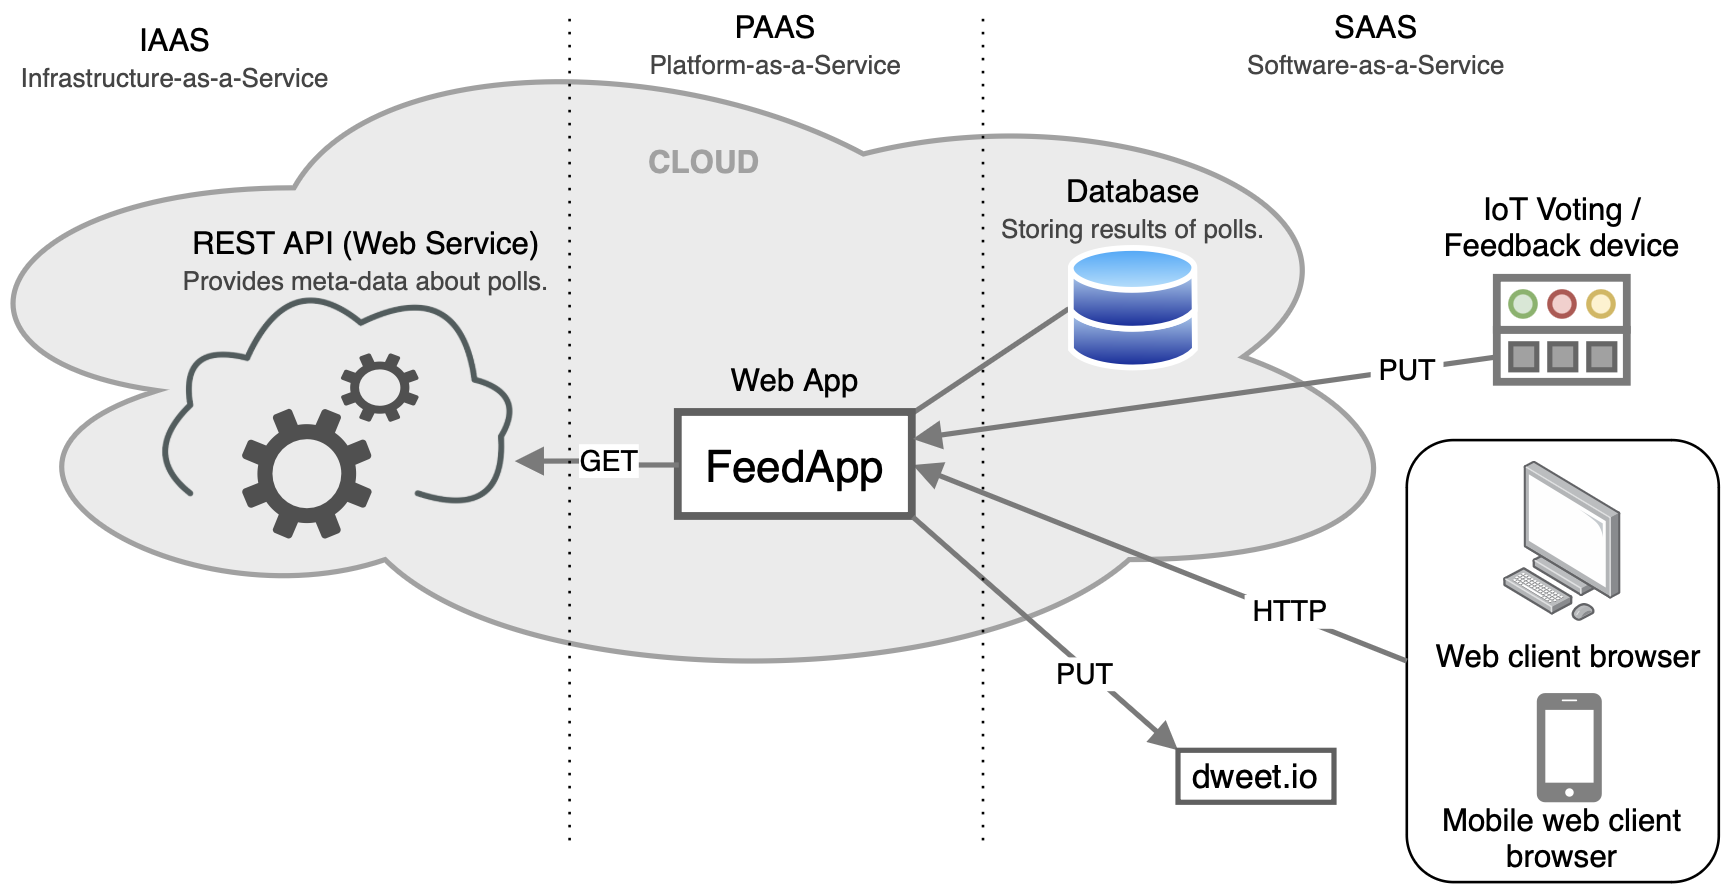 IAAS
Infrastructure-as-a-Service
PAAS
Platform-as-a-Service
SAAS
Software-as-a-Service
CLOUD
REST API (Web Service)
Provides meta-data about polls.
Database
Storing results of polls.
IoT Voting /
Feedback device
Web App
FeedApp
GET
PUT
HTTP
PUT
dweet.io
Web client browser
Mobile web client
browser